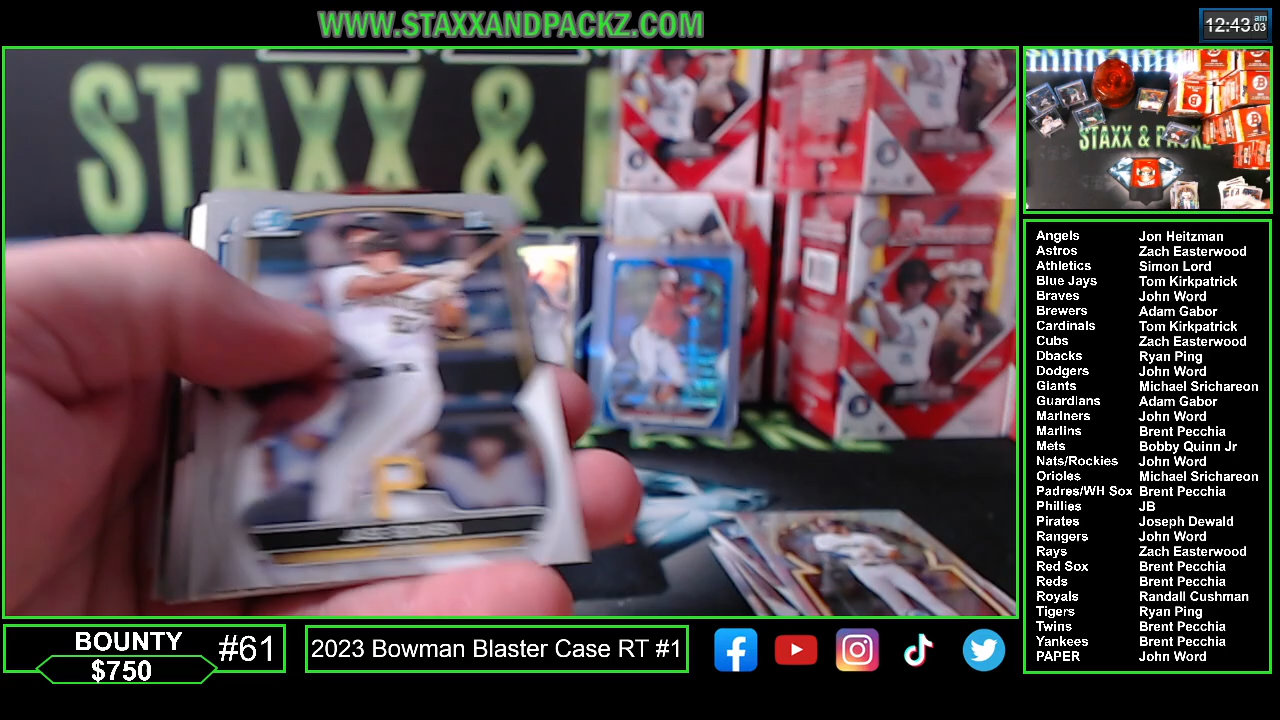 WWW.STAXXANDPACKZ.COM
12:43 am .03
STAXX & P
STAXX & PACKZ
P
Angels Jon Heitzman
Astros Zach Easterwood
Athletics Simon Lord
Blue Jays Tom Kirkpatrick
Braves John Word
Brewers Adam Gabor
Cardinals Tom Kirkpatrick
Cubs Zach Easterwood
Dbacks Ryan Ping
Dodgers John Word
Giants Michael Srichareon
Guardians Adam Gabor
Mariners John Word
Marlins Brent Pecchia
Mets Bobby Quinn Jr
Nats/Rockies John Word
Orioles Michael Srichareon
Padres/WH Sox Brent Pecchia
Phillies JB
Pirates Joseph Dewald
Rangers John Word
Rays Zach Easterwood
Red Sox Brent Pecchia
Reds Brent Pecchia
Royals Randall Cushman
Tigers Ryan Ping
Twins Brent Pecchia
Yankees Brent Pecchia
PAPER John Word
BOUNTY
$750
#61
2023 Bowman Blaster Case RT #1